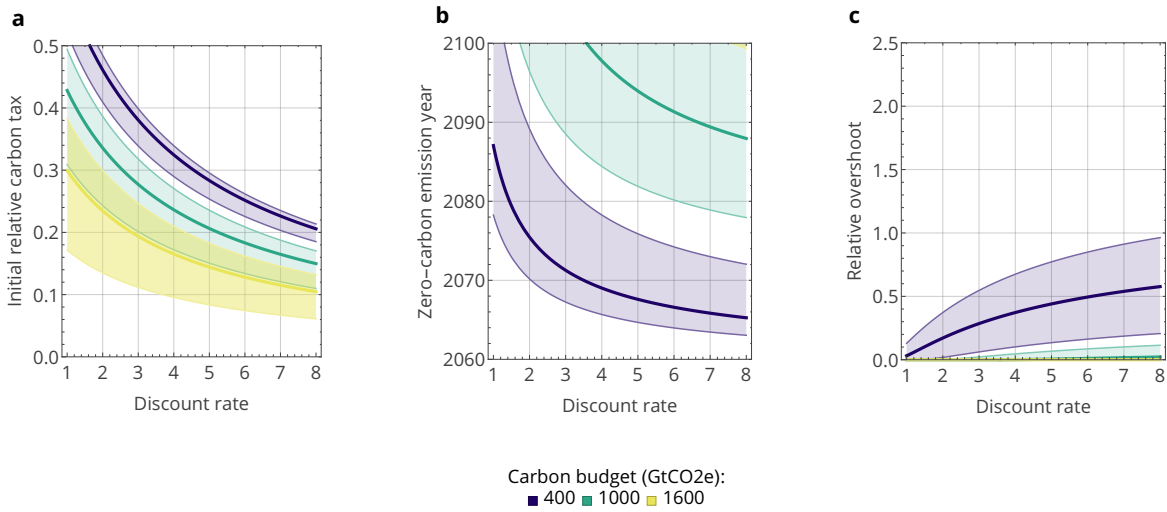 a
Initial relative carbon tax
0.5
0.4
0.3
0.2
0.1
0.0
1 2 3 4 5 6 7 8
Discount rate
b
Zero–carbon emission year
2100
2090
2080
2070
2060
1 2 3 4 5 6 7 8
Discount rate
c
Relative overshoot
2.5
2.0
1.5
1.0
0.5
0.0
1 2 3 4 5 6 7 8
Discount rate
Carbon budget (GtCO2e):
400 1000 1600